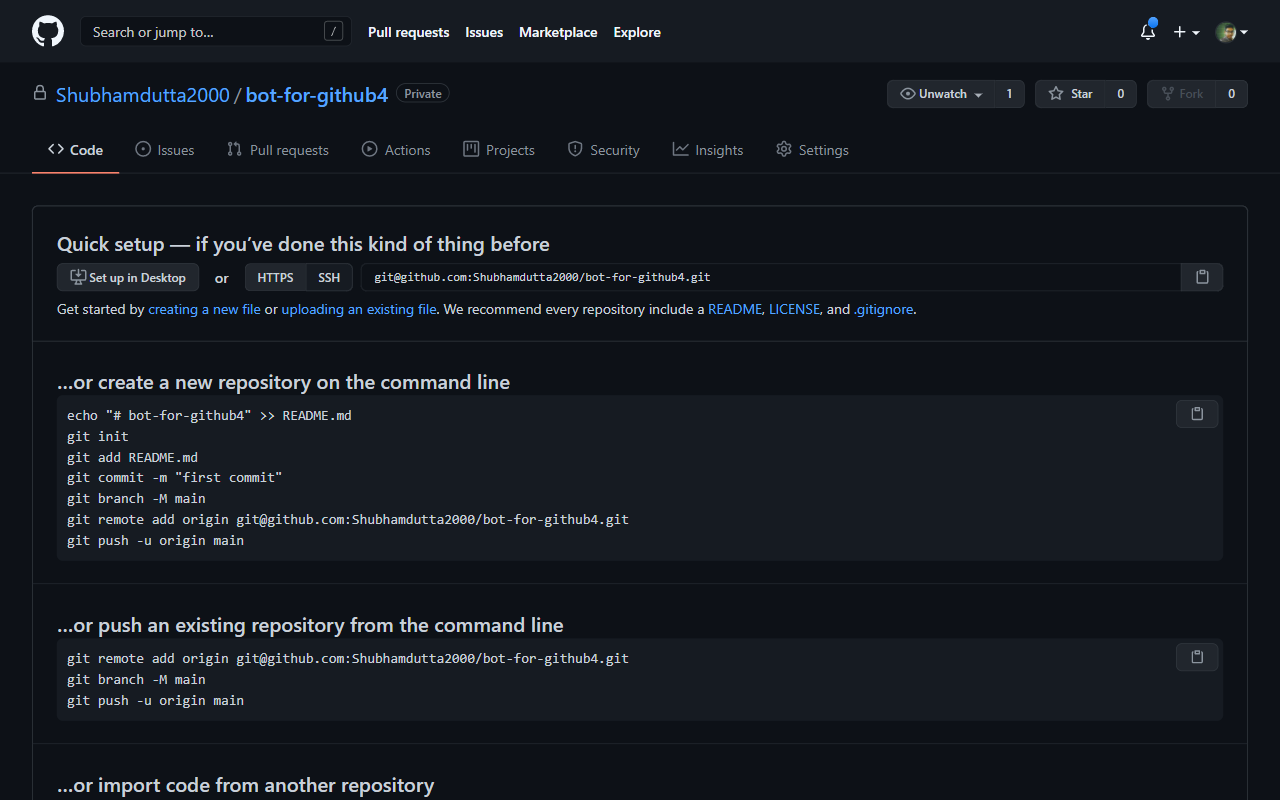 Search or jump to... / Pull requests Issues Marketplace Explore
Shubhamdutta2000 / bot-for-github4 Private Unwatch 1 Star 0 Fork 0
Code Issues Pull requests Actions Projects Security Insights Settings
Quick setup — if you’ve done this kind of thing before
Set up in Desktop or HTTPS SSH git@github.com:Shubhamdutta2000/bot-for-github4.git
Get started by creating a new file or uploading an existing file. We recommend every repository include a README, LICENSE, and .gitignore.
…or create a new repository on the command line
echo "# bot-for-github4" >> README.md
git init
git add README.md
git commit -m "first commit"
git branch -M main
git remote add origin git@github.com:Shubhamdutta2000/bot-for-github4.git
git push -u origin main
…or push an existing repository from the command line
git remote add origin git@github.com:Shubhamdutta2000/bot-for-github4.git
git branch -M main
git push -u origin main
…or import code from another repository